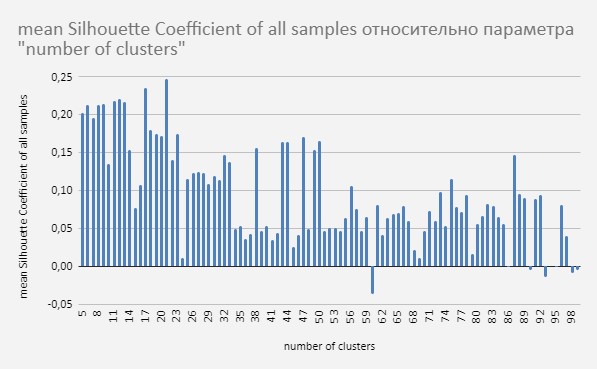 mean Silhouette Coefficient of all samples относительно параметра
"number of clusters"
mean Silhouette Coefficient of all samples
0,25
0,20
0,15
0,10
0,05
0,00
-0,05
5 8 11 14 17 20 23 26 29 32 35 38 41 44 47 50 53 56 59 62 65 68 71 74 77 80 83 86 89 92 95 98
number of clusters